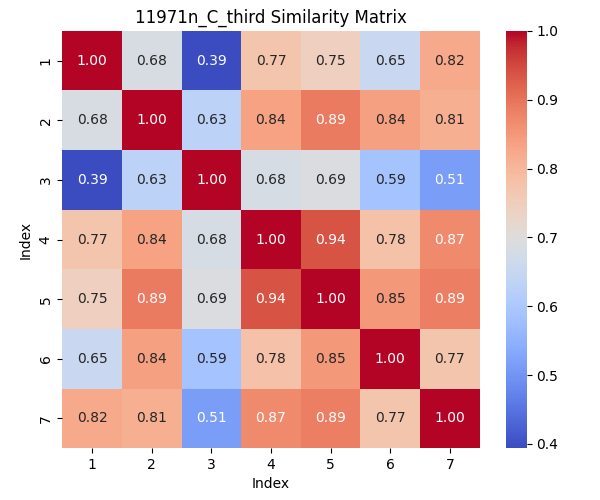 11971n_C_third Similarity Matrix
1 1.00 0.68 0.39 0.77 0.75 0.65 0.82
2 0.68 1.00 0.63 0.84 0.89 0.84 0.81
3 0.39 0.63 1.00 0.68 0.69 0.59 0.51
4 0.77 0.84 0.68 1.00 0.94 0.78 0.87
5 0.75 0.89 0.69 0.94 1.00 0.85 0.89
6 0.65 0.84 0.59 0.78 0.85 1.00 0.77
7 0.82 0.81 0.51 0.87 0.89 0.77 1.00
1 2 3 4 5 6 7
Index
Index
1.0
0.9
0.8
0.7
0.6
0.5
0.4